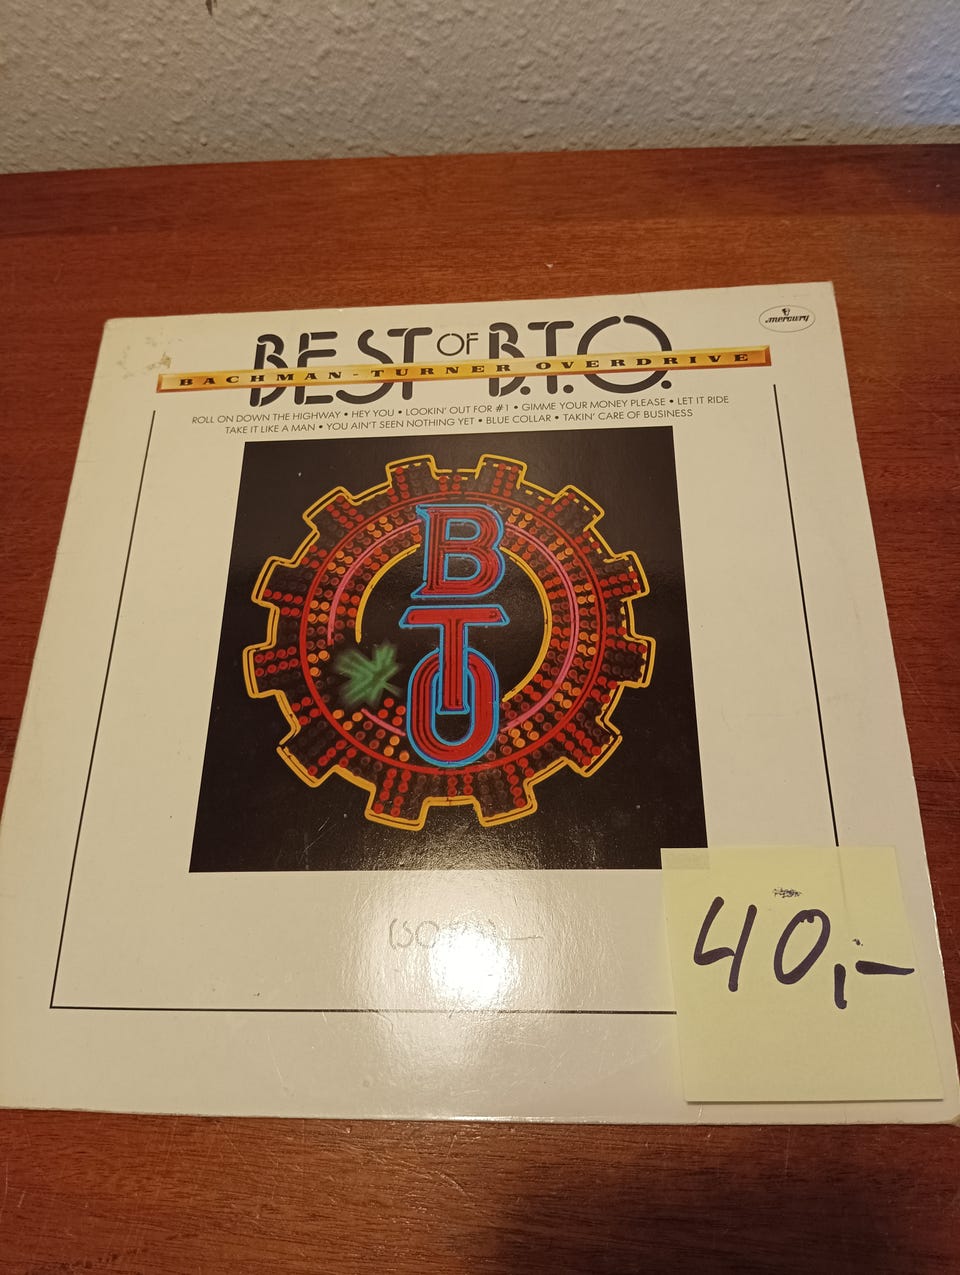 BEST OF B.T.O.
mercury
BACHMAN-TURNER OVERDRIVE
ROLL ON DOWN THE HIGHWAY • HEY YOU • LOOKIN' OUT FOR #1 • GIMME YOUR MONEY PLEASE • LET IT RIDE
TAKE IT LIKE A MAN • YOU AIN'T SEEN NOTHING YET • BLUE COLLAR • TAKIN' CARE OF BUSINESS
B
T
O
40,-